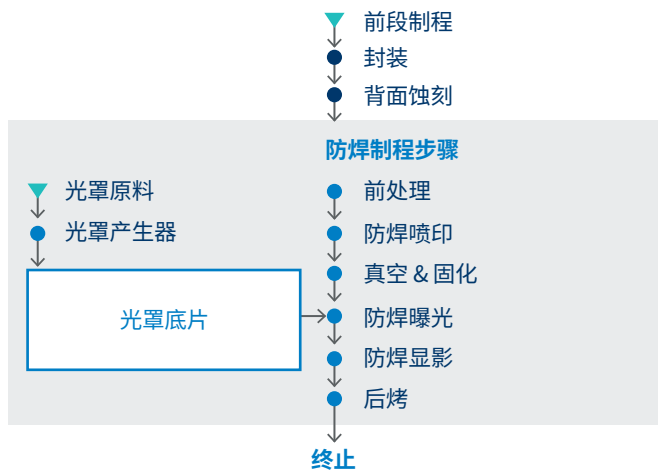 前段制程
封装
背面蚀刻
防焊制程步骤
光罩原料
光罩产生器
光罩底片
前处理
防焊喷印
真空 & 固化
防焊曝光
防焊显影
后烤
终止